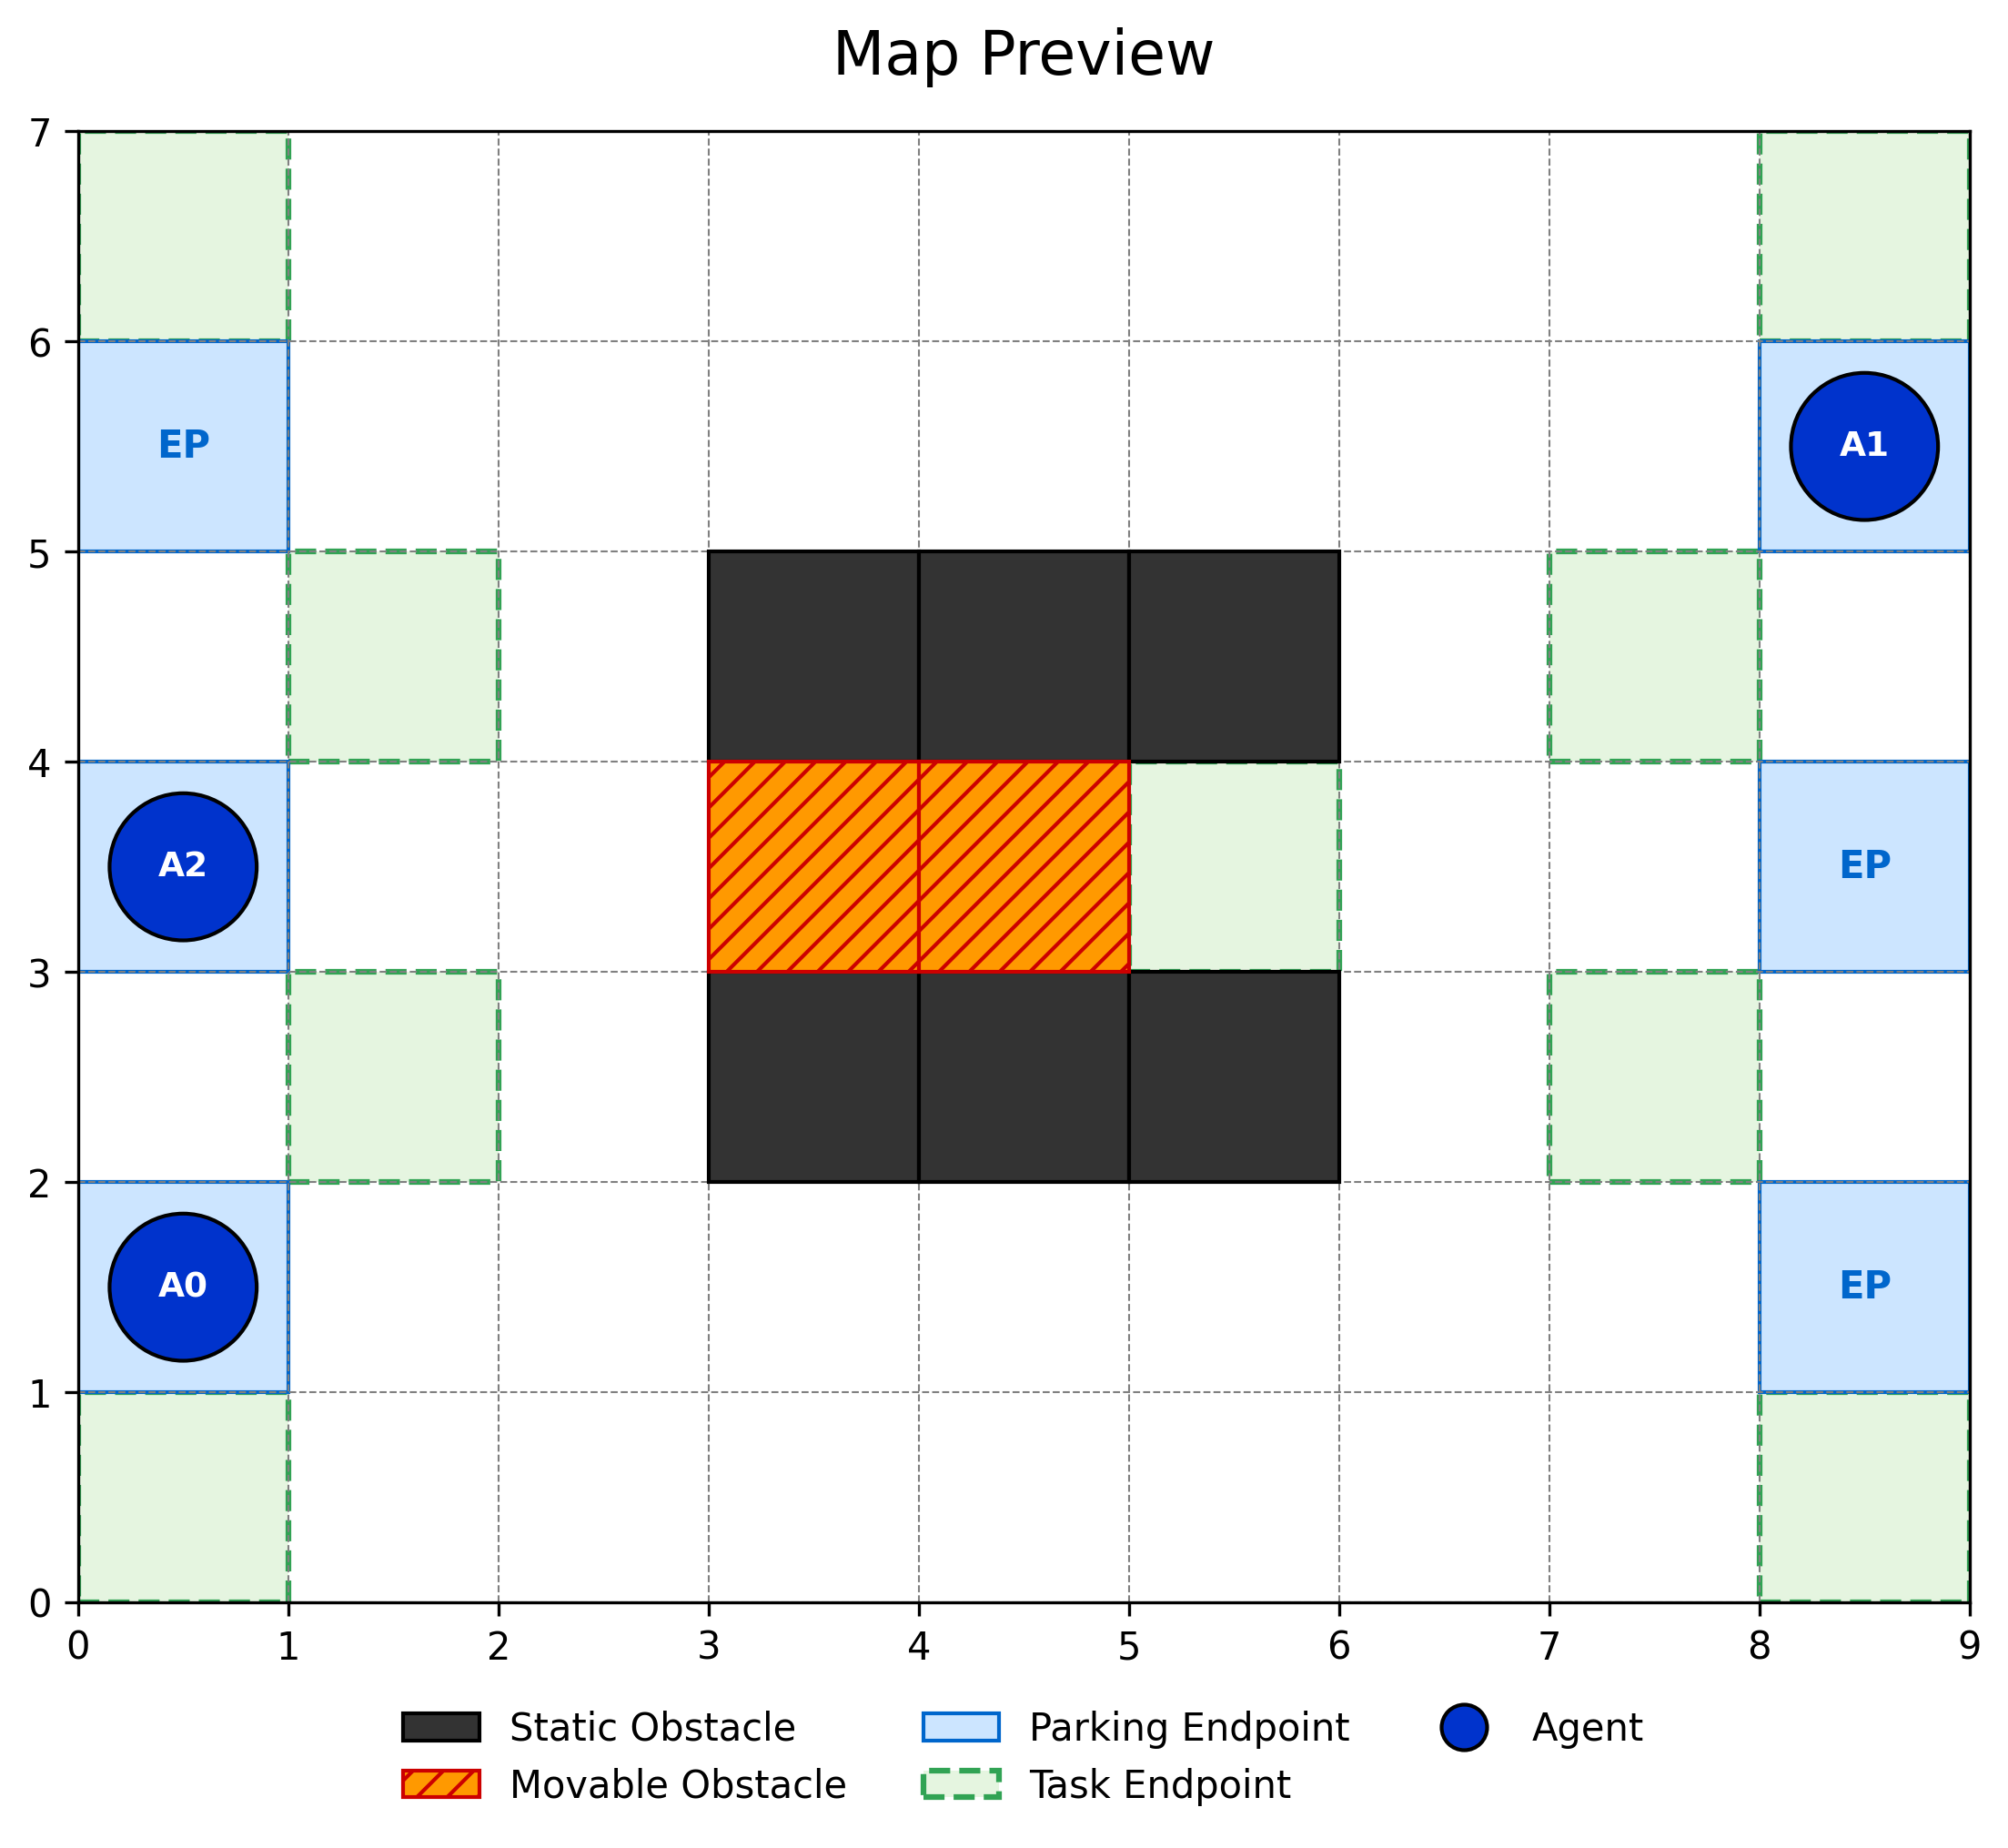 Map Preview
7
6
EP
A1
5
4
A2
EP
3
2
A0
EP
1
0
0 1 2 3 4 5 6 7 8 9
Static Obstacle Parking Endpoint Agent
Movable Obstacle Task Endpoint